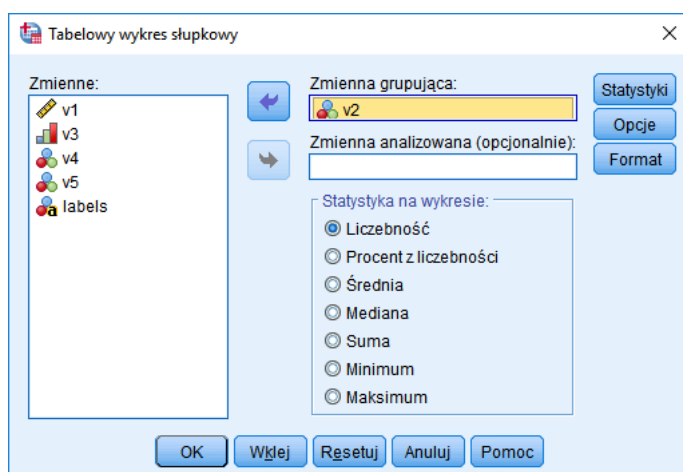 Tabelowy wykres słupkowy
Zmienne:
v1
v3
v4
v5
labels
Zmienna grupująca:
v2
Zmienna analizowana (opcjonalnie):
Statystyka na wykresie:
Liczebność
Procent z liczebności
Średnia
Mediana
Suma
Minimum
Maksimum
Statystyki
Opcje
Format
OK
Wklej
Resetuj
Anuluj
Pomoc